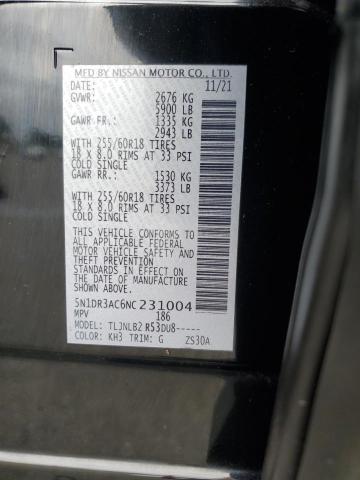 MFD BY NISSAN MOTOR CO., LTD.
DATE: 11/21
GVWR: 2676 KG
5900 LB
GAWR FR.: 1335 KG
2943 LB
WITH 255/60R18 TIRES
18 X 8.0 RIMS AT 33 PSI
COLD SINGLE
GAWR RR.: 1530 KG
3373 LB
WITH 255/60R18 TIRES
18 X 8.0 RIMS AT 33 PSI
COLD SINGLE
THIS VEHICLE CONFORMS TO ALL
APPLICABLE FEDERAL MOTOR
VEHICLE SAFETY AND
THEFT PREVENTION
STANDARDS IN EFFECT ON
THE DATE OF MANUFACTURE
SHOWN ABOVE.
5N1DR3AC6NC231004
MPV 186
MODEL: TLJNLB2 R53DU8-----
COLOR: KH3 TRIM: G ZS30A